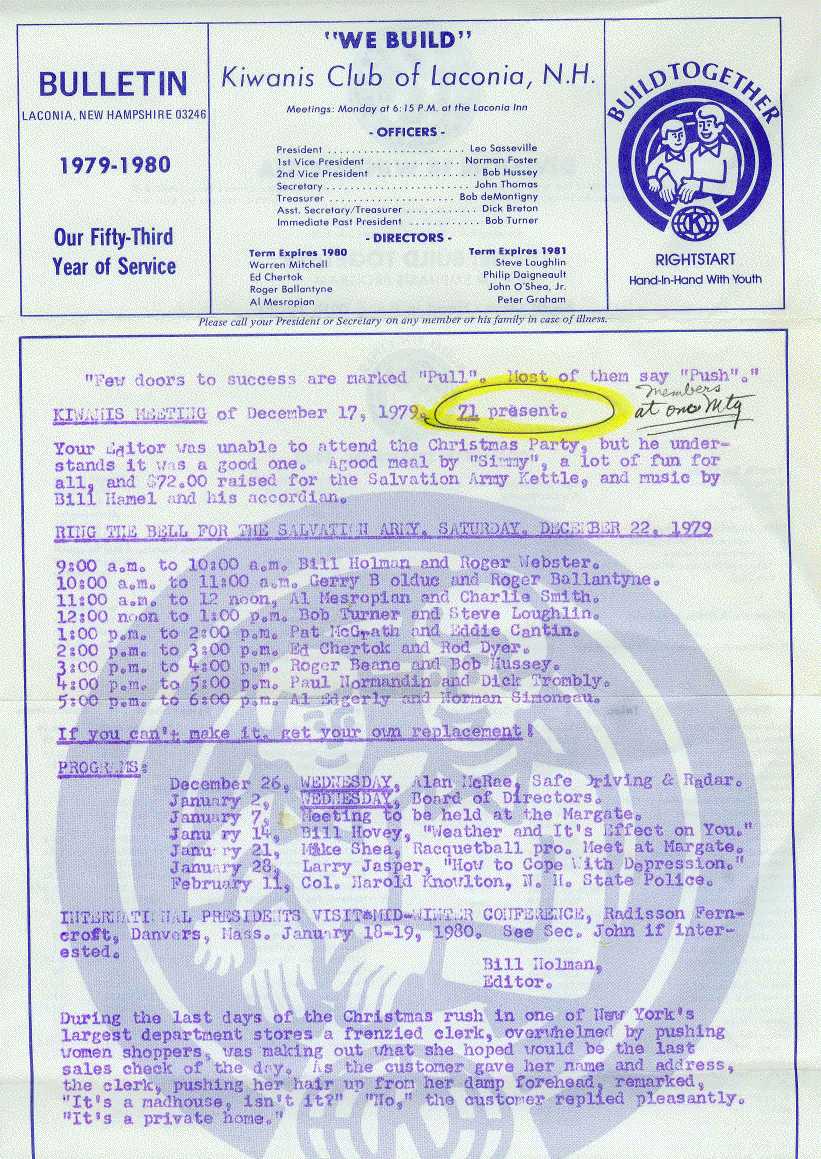 BULLETIN
LACONIA, NEW HAMPSHIRE 03246
1979-1980
Our Fifty-Third
Year of Service
"WE BUILD"
Kiwanis Club of Laconia, N.H.
Meetings: Monday at 6:15 P.M. at the Laconia Inn
- OFFICERS -
President . . . . . . . . . . . . . . . . . . . . . . . Leo Sasseville
1st Vice President . . . . . . . . . . . . . . . Norman Foster
2nd Vice President . . . . . . . . . . . . . . . . . Bob Hussey
Secretary . . . . . . . . . . . . . . . . . . . . . . . . John Thomas
Treasurer . . . . . . . . . . . . . . . . . . . . . . Bob deMontigny
Asst. Secretary/Treasurer . . . . . . . . . . . . Dick Breton
Immediate Past President . . . . . . . . . . . . Bob Turner
- DIRECTORS -
Term Expires 1980
Warren Mitchell
Ed Chertok
Roger Ballantyne
Al Mesropian
Term Expires 1981
Steve Loughlin
Philip Daigneault
John O'Shea, Jr.
Peter Graham
BUILD TOGETHER
K
RIGHTSTART
Hand-In-Hand With Youth
Please call your President or Secretary on any member or his family in case of illness.
"Few doors to success are marked "Pull". Most of them say "Push"."
KIWANIS MEETING of December 17, 1979. 71 present.
members
at one Mtg
Your Editor was unable to attend the Christmas Party, but he under-
stands it was a good one. Agood meal by "Simmy", a lot of fun for
all, and $72.00 raised for the Salvation Army Kettle, and music by
Bill Hamel and his accordian.
RING THE BELL FOR THE SALVATION ARMY, SATURDAY, DECEMBER 22, 1979
9:00 a.m. to 10:00 a.m. Bill Holman and Roger Webster.
10:00 a.m. to 11:00 a.m. Gerry B olduc and Roger Ballantyne.
11:00 a.m. to 12 noon, Al Mesropian and Charlie Smith.
12:00 noon to 1:00 p.m. Bob Turner and Steve Loughlin.
1:00 p.m. to 2:00 p.m. Pat McGrath and Eddie Cantin.
2:00 p.m. to 3:00 p.m. Ed Chertok and Rod Dyer.
3:00 p.m. to 4:00 p.m. Roger Beane and Bob Hussey.
4:00 p.m. to 5:00 p.m. Paul Normandin and Dick Trombly.
5:00 p.m. to 6:00 p.m. Al Edgerly and Norman Simoneau.
If you can't make it, get your own replacement!
PROGRAMS:
December 26, WEDNESDAY, Alan McRae, Safe Driving & Radar.
January 2, WEDNESDAY, Board of Directors.
January 7, Meeting to be held at the Margate.
January 14, Bill Hovey, "Weather and It's Effect on You."
January 21, Mike Shea, Racquetball pro. Meet at Margate.
January 28, Larry Jasper, "How to Cope With Depression."
February 11, Col. Harold Knowlton, N. H. State Police.
INTERNATIONAL PRESIDENTS VISIT*MID-WINTER CONFERENCE, Radisson Fern-
croft, Danvers, Mass. January 18-19, 1980. See Sec. John if inter-
ested.
Bill Holman,
Editor.
During the last days of the Christmas rush in one of New York's
largest department stores a frenzied clerk, overwhelmed by pushing
women shoppers, was making out what she hoped would be the last
sales check of the day. As the customer gave her name and address,
the clerk, pushing her hair up from her damp forehead, remarked,
"It's a madhouse, isn't it?" "No," the customer replied pleasantly.
"It's a private home."